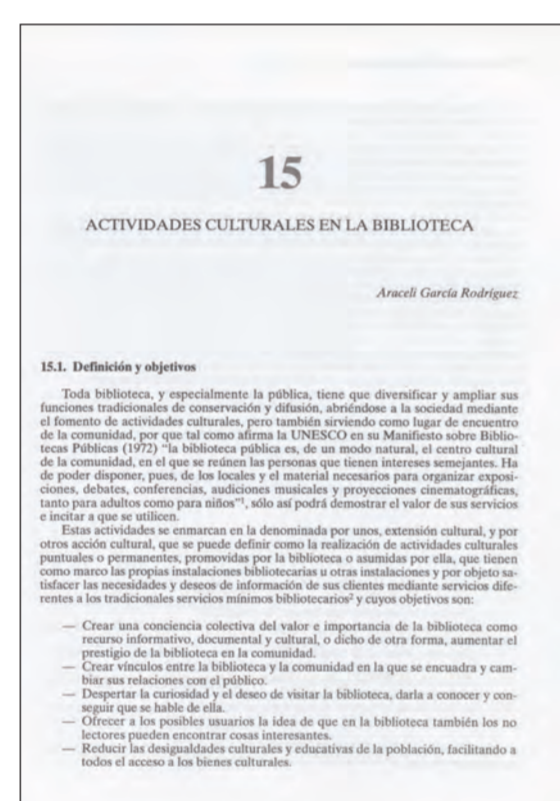 15
ACTIVIDADES CULTURALES EN LA BIBLIOTECA
Araceli García Rodríguez
15.1. Definición y objetivos
Toda biblioteca, y especialmente la pública, tiene que diversificar y ampliar sus
funciones tradicionales de conservación y difusión, abriéndose a la sociedad mediante
el fomento de actividades culturales, pero también sirviendo como lugar de encuentro
de la comunidad, por que tal como afirma la UNESCO en su Manifiesto sobre Biblio-
tecas Públicas (1972) "la biblioteca pública es, de un modo natural, el centro cultural
de la comunidad, en el que se reúnen las personas que tienen intereses semejantes. Ha
de poder disponer, pues, de los locales y el material necesarios para organizar exposi-
ciones, debates, conferencias, audiciones musicales y proyecciones cinematográficas,
tanto para adultos como para niños"¹, sólo así podrá demostrar el valor de sus servicios
e incitar a que se utilicen.
Estas actividades se enmarcan en la denominada por unos, extensión cultural, y por
otros acción cultural, que se puede definir como la realización de actividades culturales
puntuales o permanentes, promovidas por la biblioteca o asumidas por ella, que tienen
como marco las propias instalaciones bibliotecarias u otras instalaciones y por objeto sa-
tisfacer las necesidades y deseos de información de sus clientes mediante servicios dife-
rentes a los tradicionales servicios mínimos bibliotecarios² y cuyos objetivos son:
— Crear una conciencia colectiva del valor e importancia de la biblioteca como
recurso informativo, documental y cultural, o dicho de otra forma, aumentar el
prestigio de la biblioteca en la comunidad.
— Crear vínculos entre la biblioteca y la comunidad en la que se encuadra y cam-
biar sus relaciones con el público.
— Despertar la curiosidad y el deseo de visitar la biblioteca, darla a conocer y con-
seguir que se hable de ella.
— Ofrecer a los posibles usuarios la idea de que en la biblioteca también los no
lectores pueden encontrar cosas interesantes.
— Reducir las desigualdades culturales y educativas de la población, facilitando a
todos el acceso a los bienes culturales.